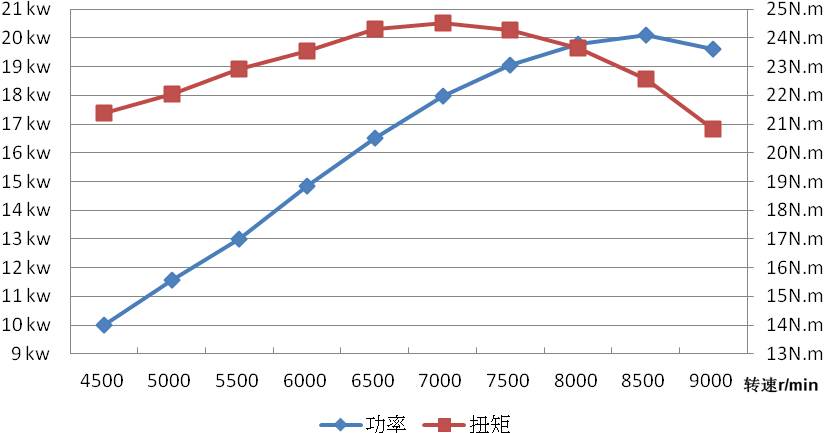 21 kw
20 kw
19 kw
18 kw
17 kw
16 kw
15 kw
14 kw
13 kw
12 kw
11 kw
10 kw
9 kw
25N.m
24N.m
23N.m
22N.m
21N.m
20N.m
19N.m
18N.m
17N.m
16N.m
15N.m
14N.m
13N.m
4500 5000 5500 6000 6500 7000 7500 8000 8500 9000 转速r/min
功率 扭矩